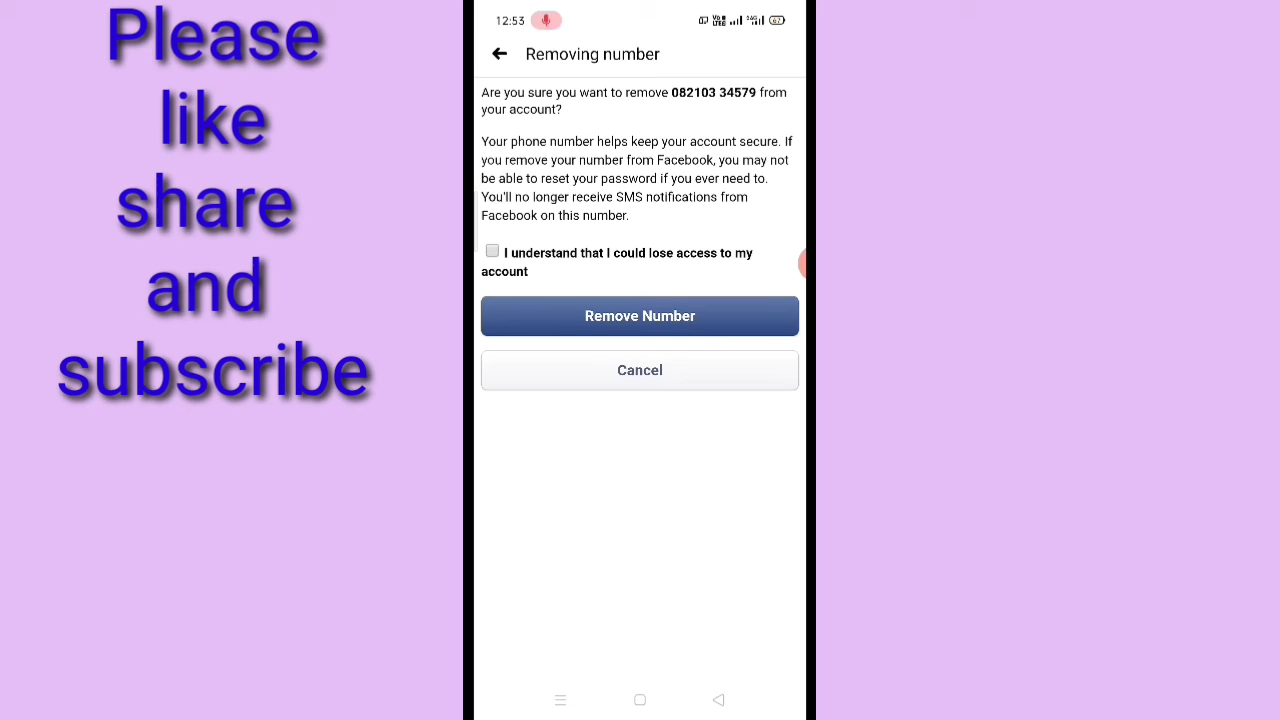 Please
like
share
and
subscribe
12:53
67
Removing number
Are you sure you want to remove 082103 34579 from
your account?
Your phone number helps keep your account secure. If
you remove your number from Facebook, you may not
be able to reset your password if you ever need to.
You'll no longer receive SMS notifications from
Facebook on this number.
I understand that I could lose access to my
account
Remove Number
Cancel